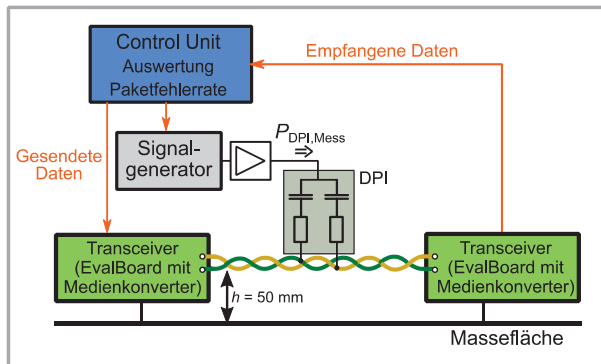 Control Unit
Auswertung
Paketfehlerrate
Empfangene Daten
Gesendete
Daten
Signal-
generator
P DPI,Mess
⇒
DPI
Transceiver
(EvalBoard mit
Medienkonverter)
h = 50 mm
Transceiver
(EvalBoard mit
Medienkonverter)
Massefläche